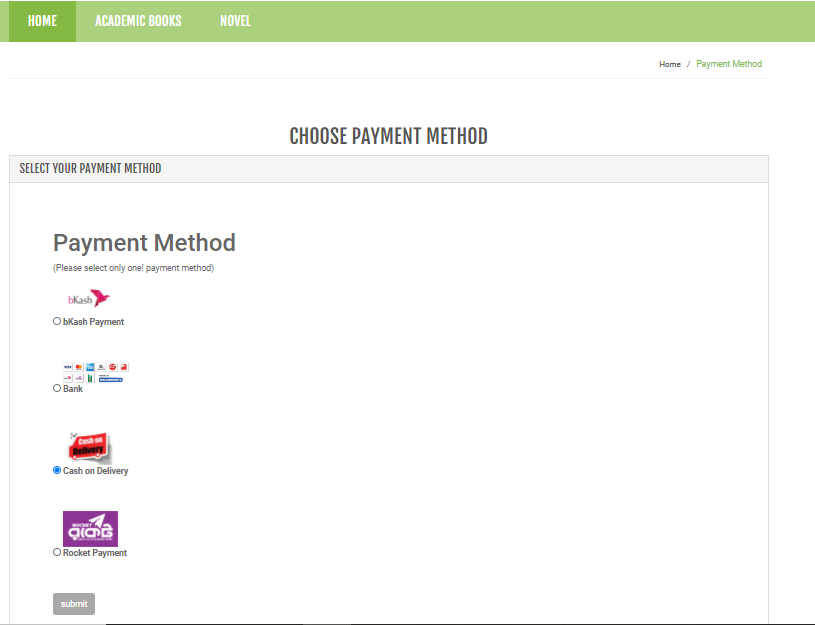 HOME ACADEMIC BOOKS NOVEL
Home / Payment Method
CHOOSE PAYMENT METHOD
SELECT YOUR PAYMENT METHOD
Payment Method
(Please select only one! payment method)
bKash
bKash Payment
VISA
Bank
Cash on
Delivery
Cash on Delivery
ROCKET
Rocket Payment
submit